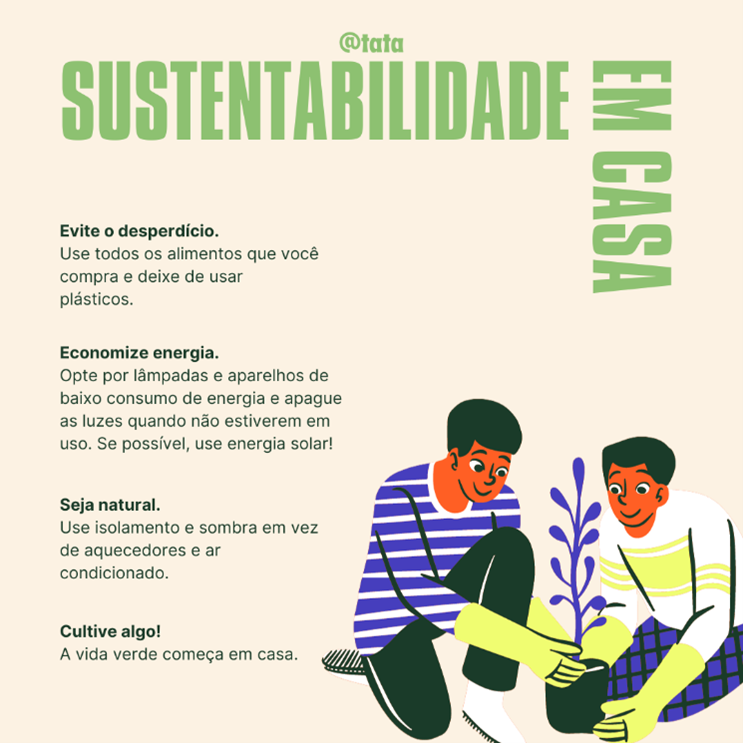 @tata
SUSTENTABILIDADE
EM CASA
Evite o desperdício.
Use todos os alimentos que você
compra e deixe de usar
plásticos.
Economize energia.
Opte por lâmpadas e aparelhos de
baixo consumo de energia e apague
as luzes quando não estiverem em
uso. Se possível, use energia solar!
Seja natural.
Use isolamento e sombra em vez
de aquecedores e ar
condicionado.
Cultive algo!
A vida verde começa em casa.